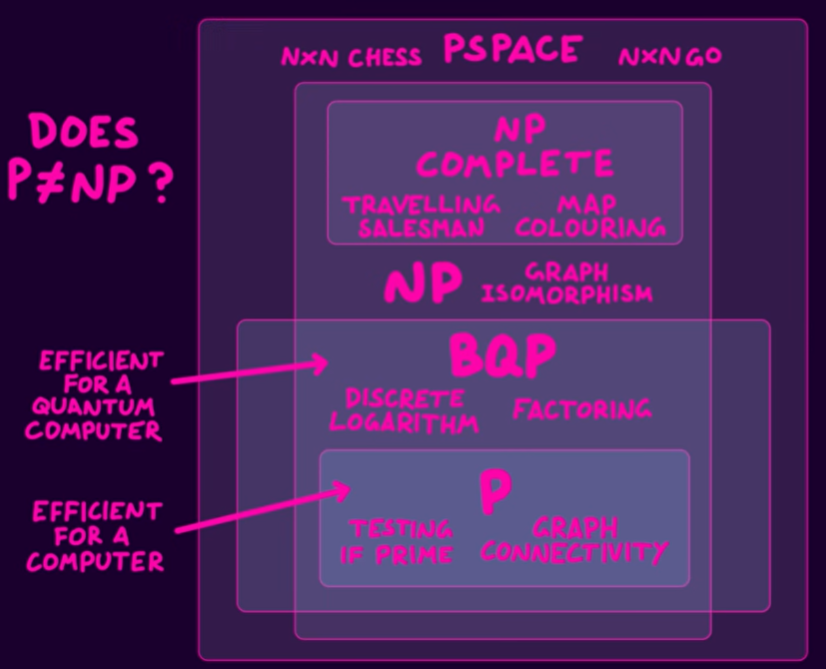 N×N CHESS PSPACE N×N GO
DOES
P≠NP?
NP
COMPLETE
TRAVELLING
SALESMAN
MAP
COLOURING
NP
GRAPH
ISOMORPHISM
BQP
EFFICIENT
FOR A
QUANTUM
COMPUTER
DISCRETE
LOGARITHM
FACTORING
P
EFFICIENT
FOR A
COMPUTER
TESTING
IF PRIME
GRAPH
CONNECTIVITY